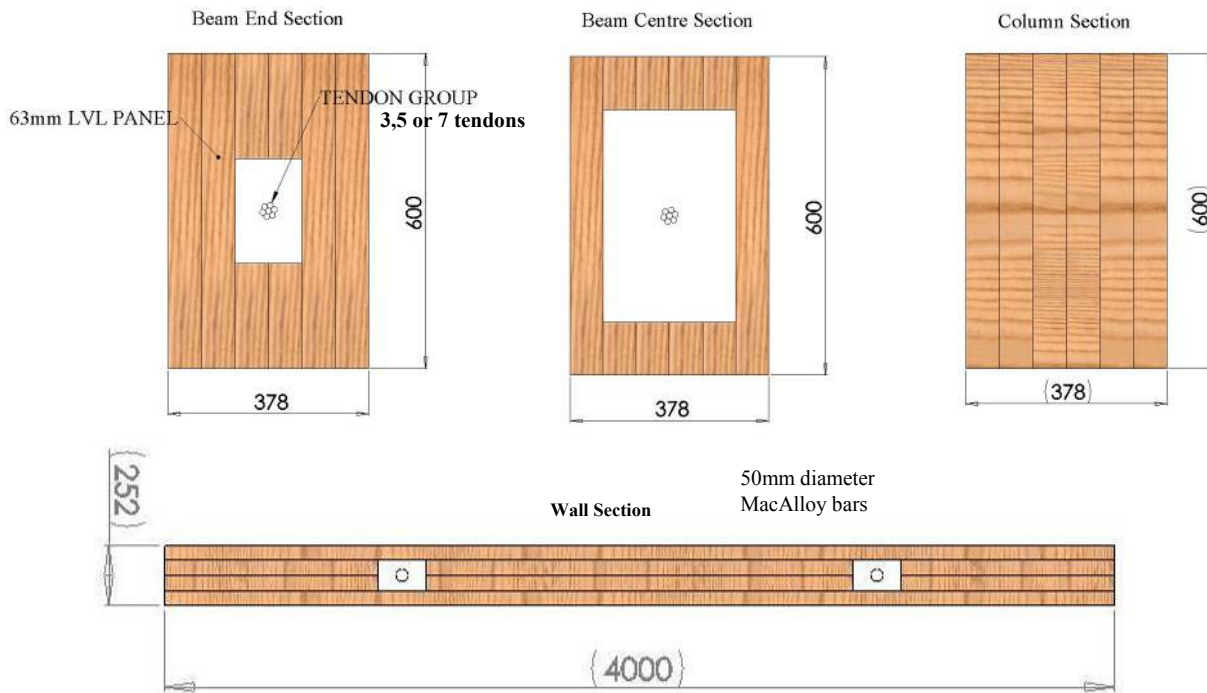 Beam End Section
Beam Centre Section
Column Section
TENDON GROUP
3,5 or 7 tendons
63mm LVL PANEL
600
600
(600)
378
378
(378)
50mm diameter
MacAlloy bars
Wall Section
(252)
(4000)